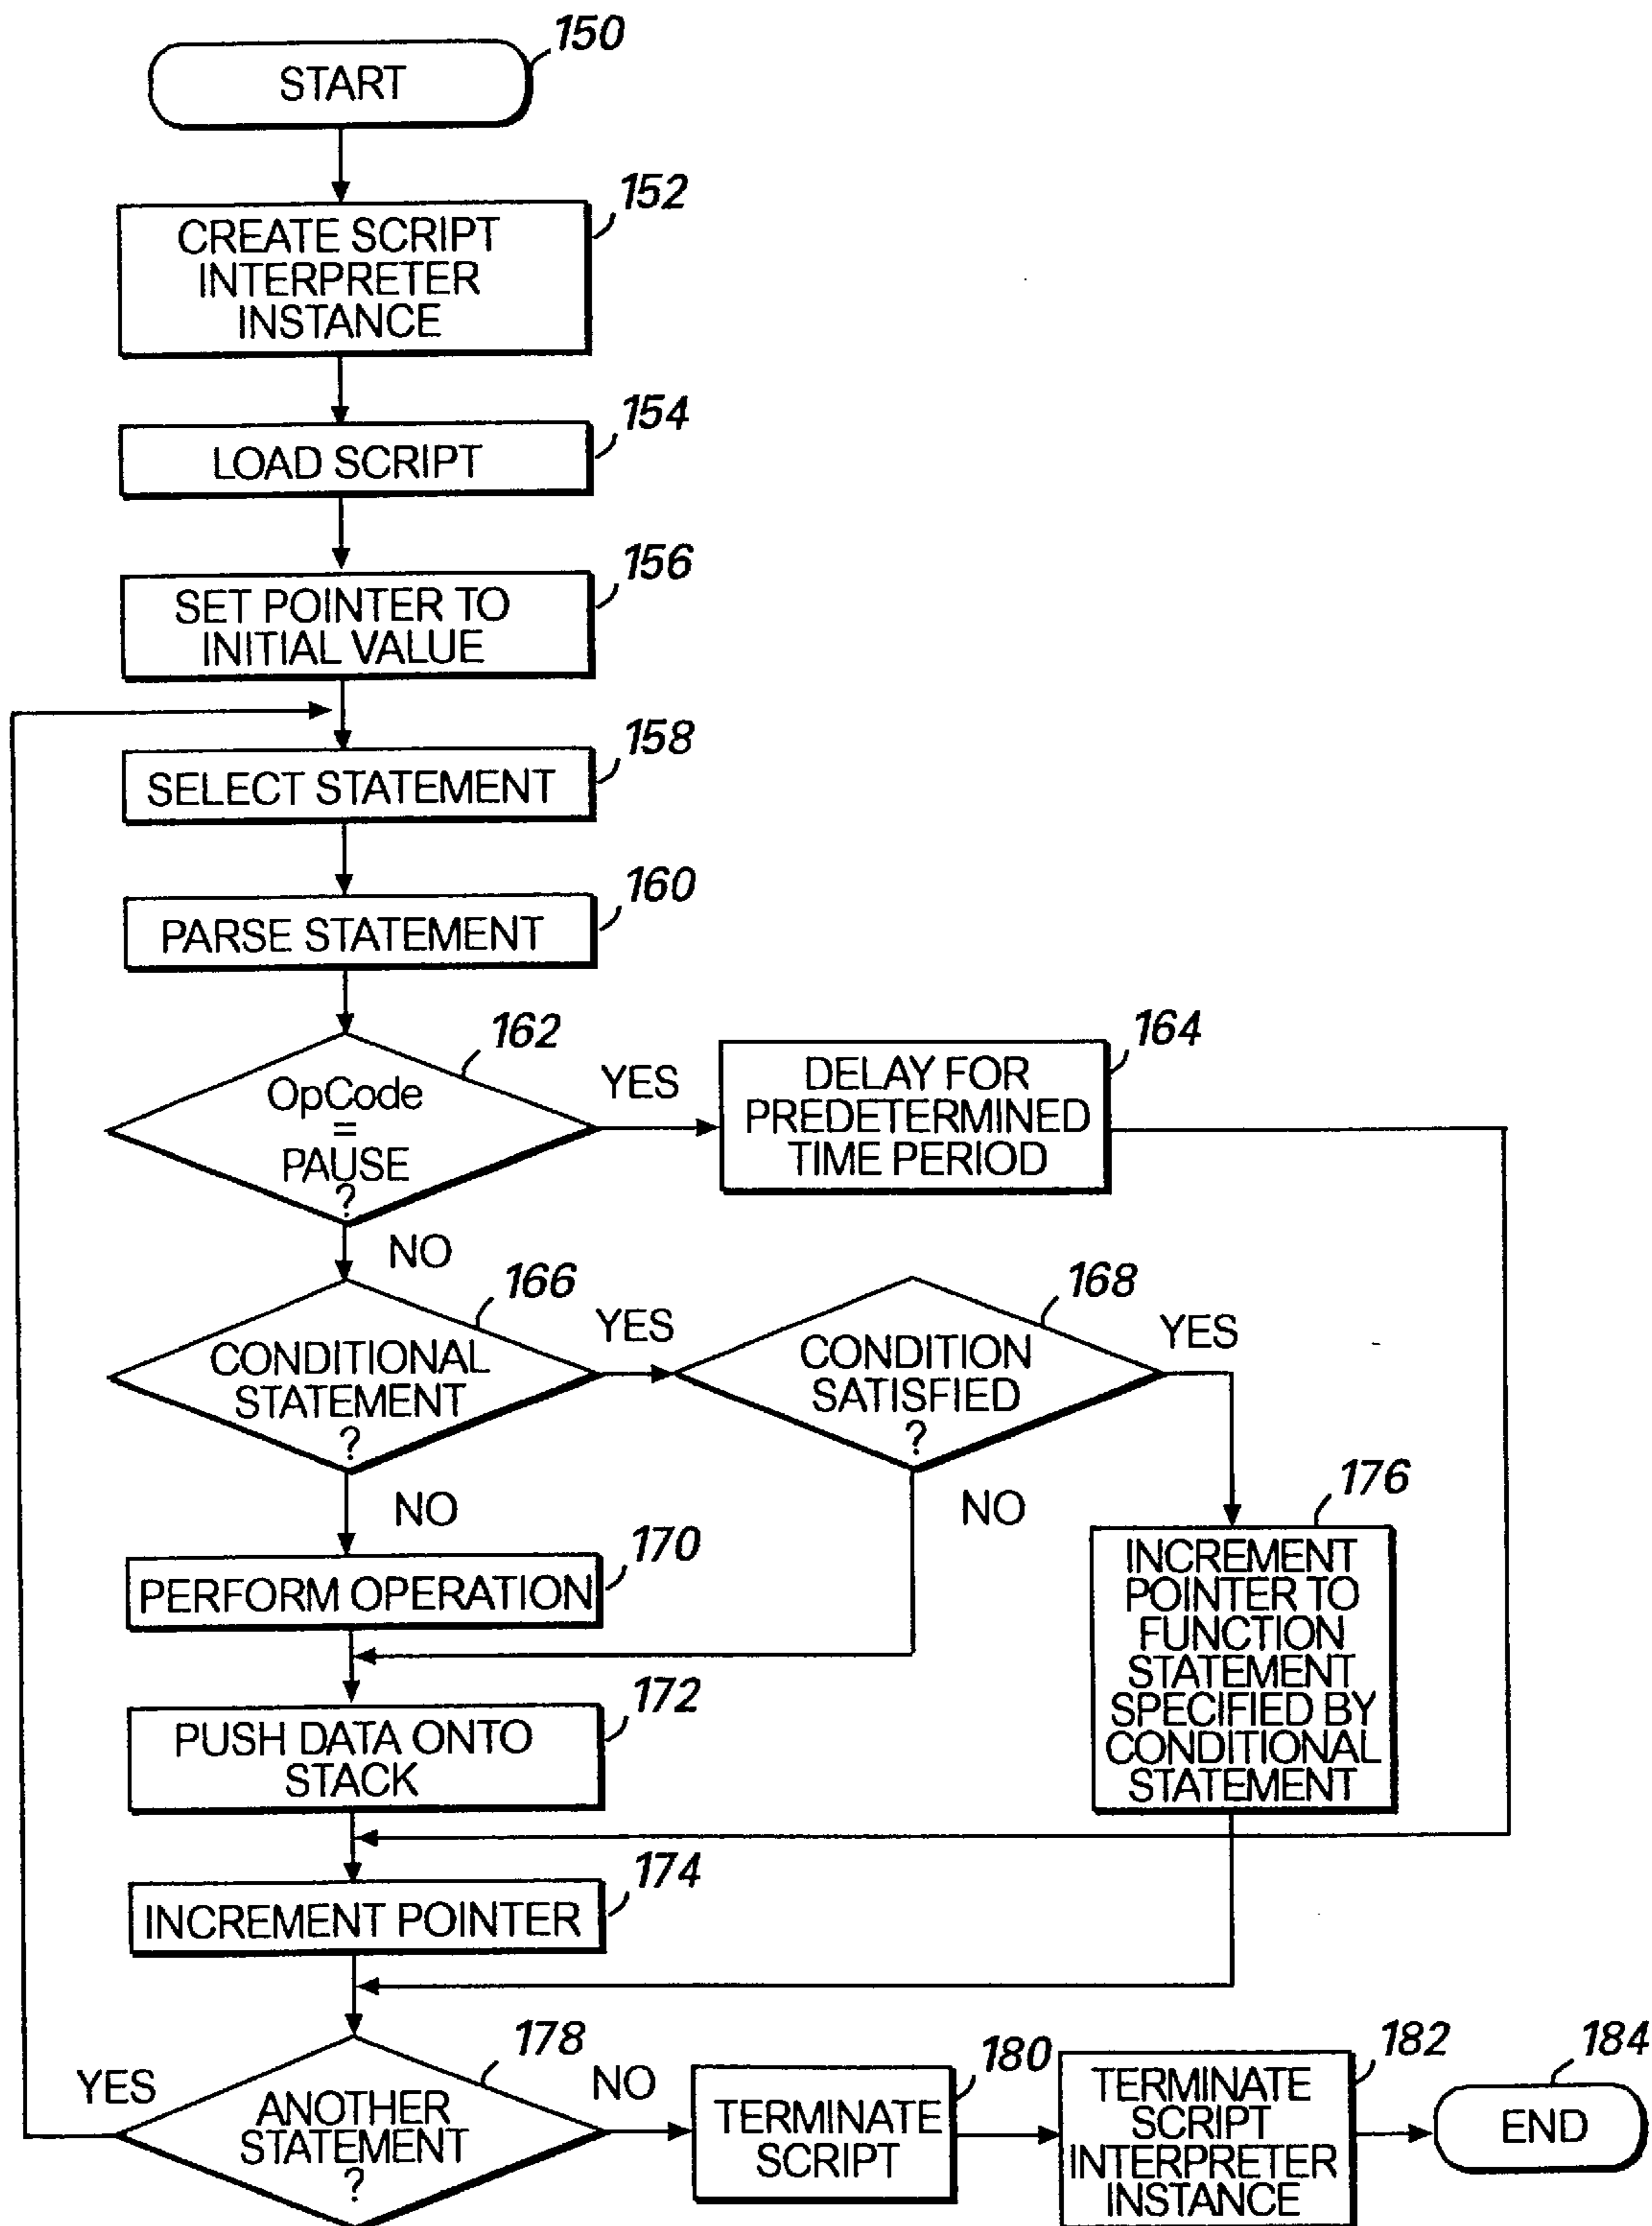 150
START
152
CREATE SCRIPT
INTERPRETER
INSTANCE
154
LOAD SCRIPT
156
SET POINTER TO
INITIAL VALUE
158
SELECT STATEMENT
160
PARSE STATEMENT
162
OpCode
=
PAUSE
?
YES
164
DELAY FOR
PREDETERMINED
TIME PERIOD
NO
166
CONDITIONAL
STATEMENT
?
YES
168
CONDITION
SATISFIED
?
YES
NO
NO
170
PERFORM OPERATION
176
INCREMENT
POINTER TO
FUNCTION
STATEMENT
SPECIFIED BY
CONDITIONAL
STATEMENT
172
PUSH DATA ONTO
STACK
174
INCREMENT POINTER
178
YES
ANOTHER
STATEMENT
?
NO
180
TERMINATE
SCRIPT
182
TERMINATE
SCRIPT
INTERPRETER
INSTANCE
184
END